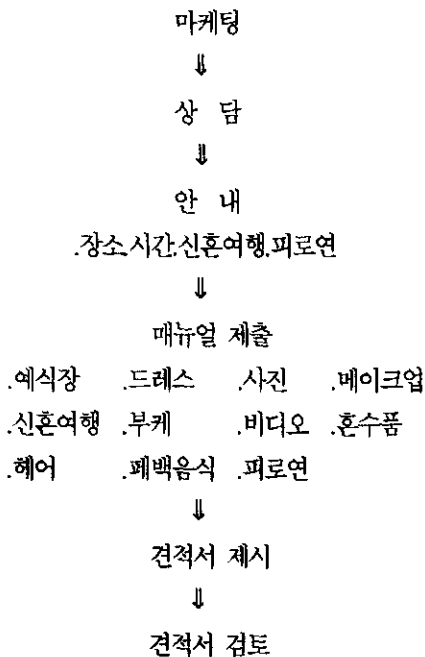 마케팅
⇓
상 담
⇓
안 내
.장소.시간.신혼여행.피로연
⇓
매뉴얼 제출
.예식장 .드레스 .사진 .메이크업
.신혼여행 .부케 .비디오 .혼수품
.헤어 .폐백음식 .피로연
⇓
견적서 제시
⇓
견적서 검토